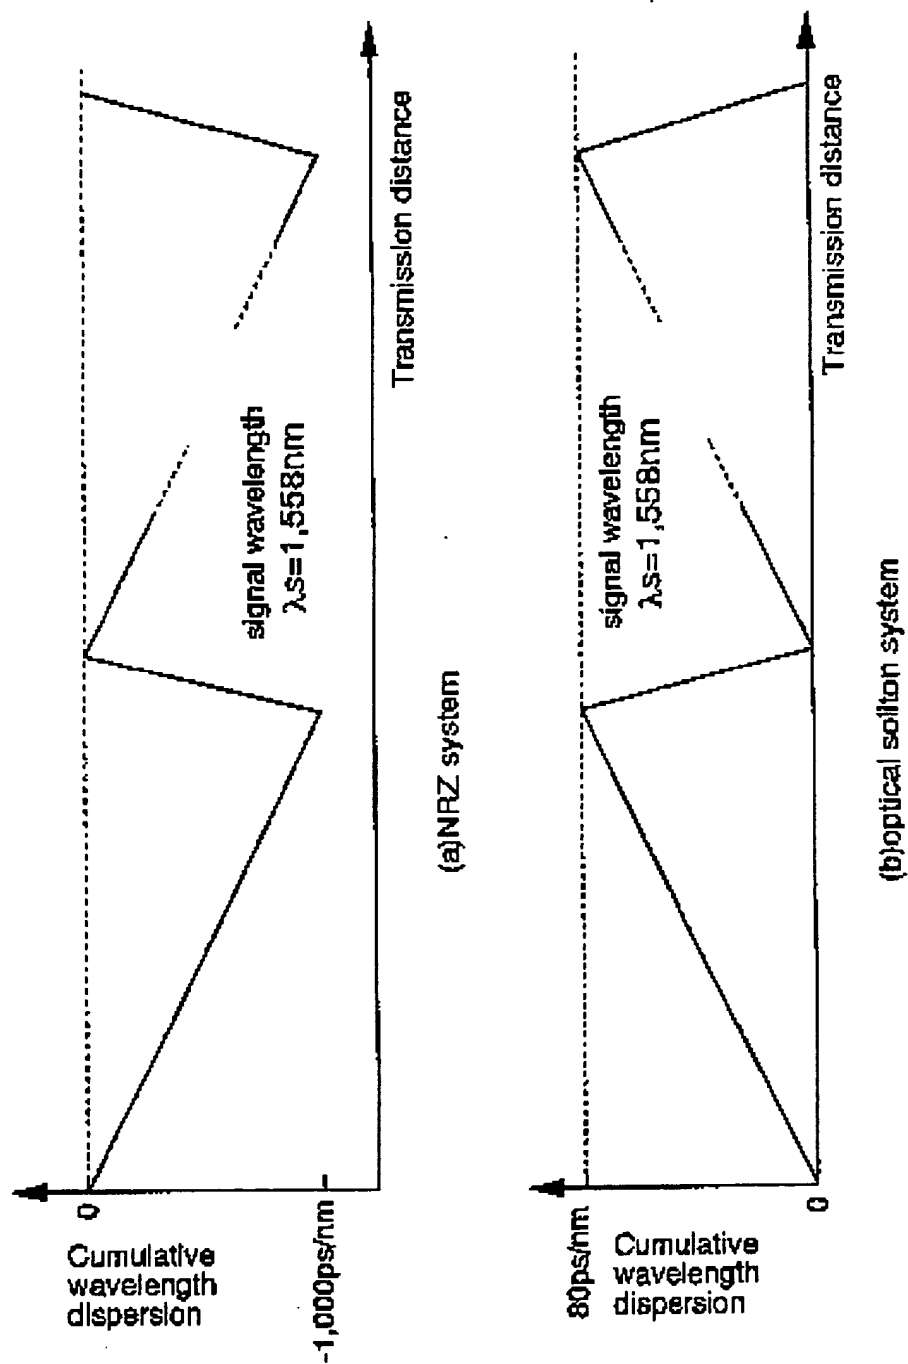 Cumulative
wavelength
dispersion
0
-1,000ps/nm
signal wavelength
λs=1,558nm
Transmission distance
(a)NRZ system
80ps/nm
Cumulative
wavelength
dispersion
0
signal wavelength
λs=1,558nm
Transmission distance
(b)optical soliton system